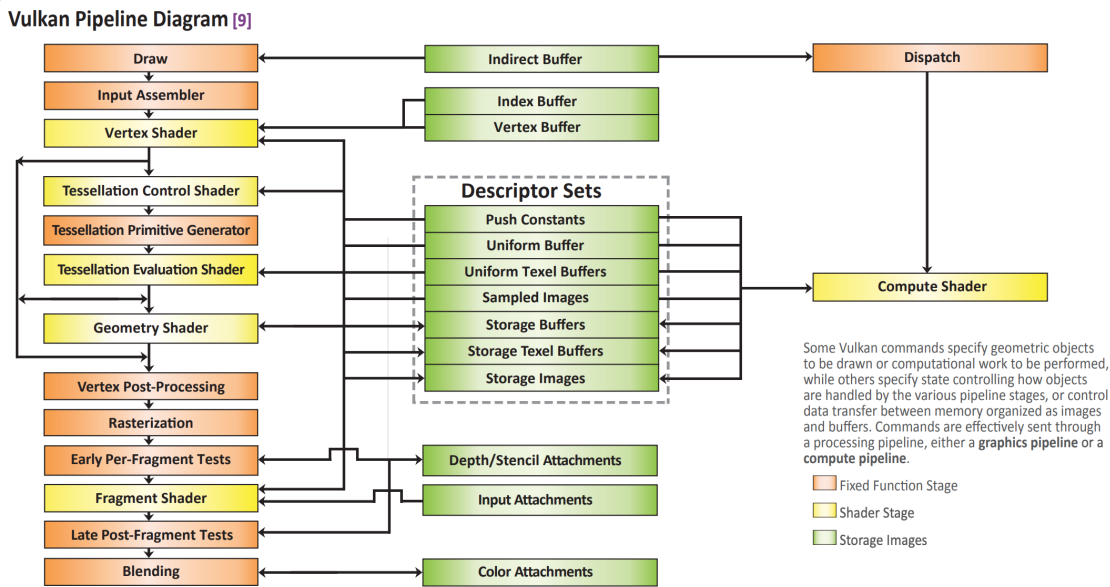 Vulkan Pipeline Diagram [9]
Draw
Input Assembler
Vertex Shader
Tessellation Control Shader
Tessellation Primitive Generator
Tessellation Evaluation Shader
Geometry Shader
Vertex Post-Processing
Rasterization
Early Per-Fragment Tests
Fragment Shader
Late Post-Fragment Tests
Blending
Indirect Buffer
Index Buffer
Vertex Buffer
Descriptor Sets
Push Constants
Uniform Buffer
Uniform Texel Buffers
Sampled Images
Storage Buffers
Storage Texel Buffers
Storage Images
Depth/Stencil Attachments
Input Attachments
Color Attachments
Dispatch
Compute Shader
Some Vulkan commands specify geometric objects
to be drawn or computational work to be performed,
while others specify state controlling how objects
are handled by the various pipeline stages, or control
data transfer between memory organized as images
and buffers. Commands are effectively sent through
a processing pipeline, either a graphics pipeline or a
compute pipeline.
Fixed Function Stage
Shader Stage
Storage Images